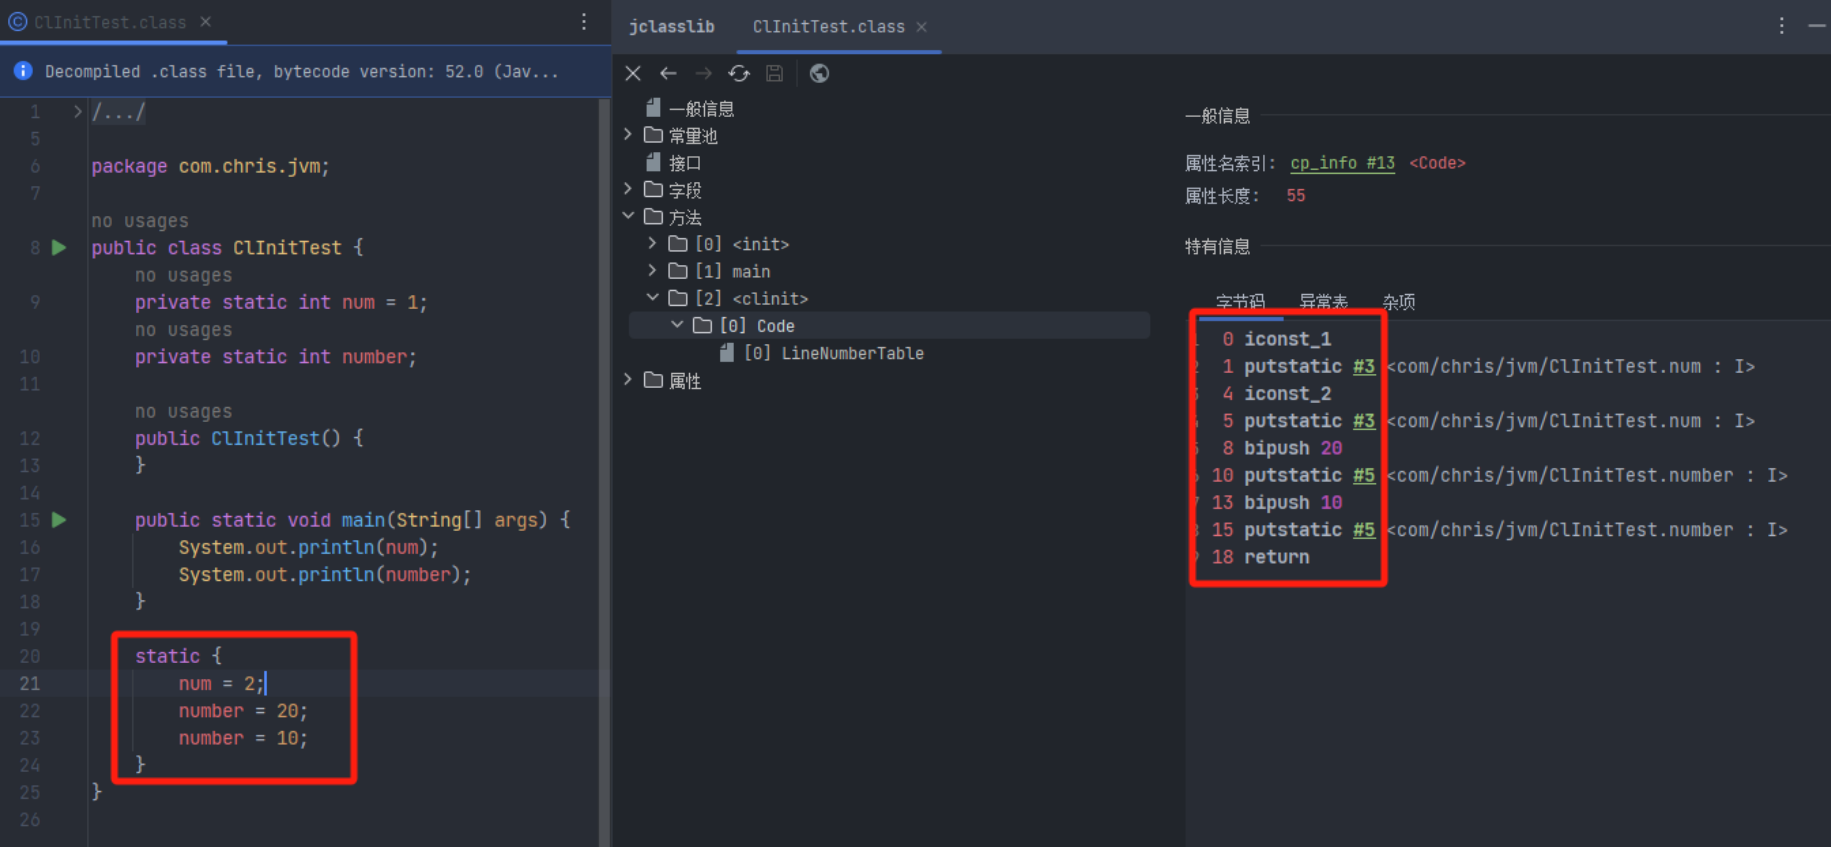 ClInitTest.class
Decompiled .class file, bytecode version: 52.0 (Jav...
1 /.../
5
6 package com.chris.jvm;
7
no usages
8 public class ClInitTest {
no usages
9 private static int num = 1;
no usages
10 private static int number;
11
no usages
12 public ClInitTest() {
13 }
14
15 public static void main(String[] args) {
16 System.out.println(num);
17 System.out.println(number);
18 }
19
20 static {
21 num = 2;
22 number = 20;
23 number = 10;
24 }
25 }
26
jclasslib ClInitTest.class
一般信息
常量池
接口
字段
方法
[0] <init>
[1] main
[2] <clinit>
[0] Code
[0] LineNumberTable
属性
一般信息
属性名索引: cp_info #13 <Code>
属性长度: 55
特有信息
字节码 异常表 杂项
0 iconst_1
1 putstatic #3 <com/chris/jvm/ClInitTest.num : I>
4 iconst_2
5 putstatic #3 <com/chris/jvm/ClInitTest.num : I>
8 bipush 20
10 putstatic #5 <com/chris/jvm/ClInitTest.number : I>
13 bipush 10
15 putstatic #5 <com/chris/jvm/ClInitTest.number : I>
18 return